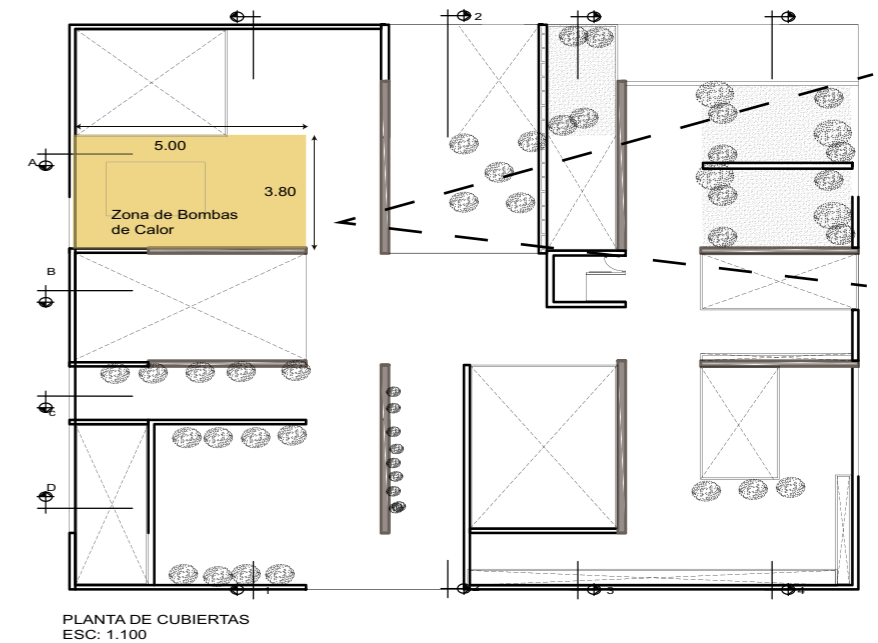 2
A
5.00
3.80
Zona de Bombas
de Calor
B
C
D
1
3
4
PLANTA DE CUBIERTAS
ESC: 1.100